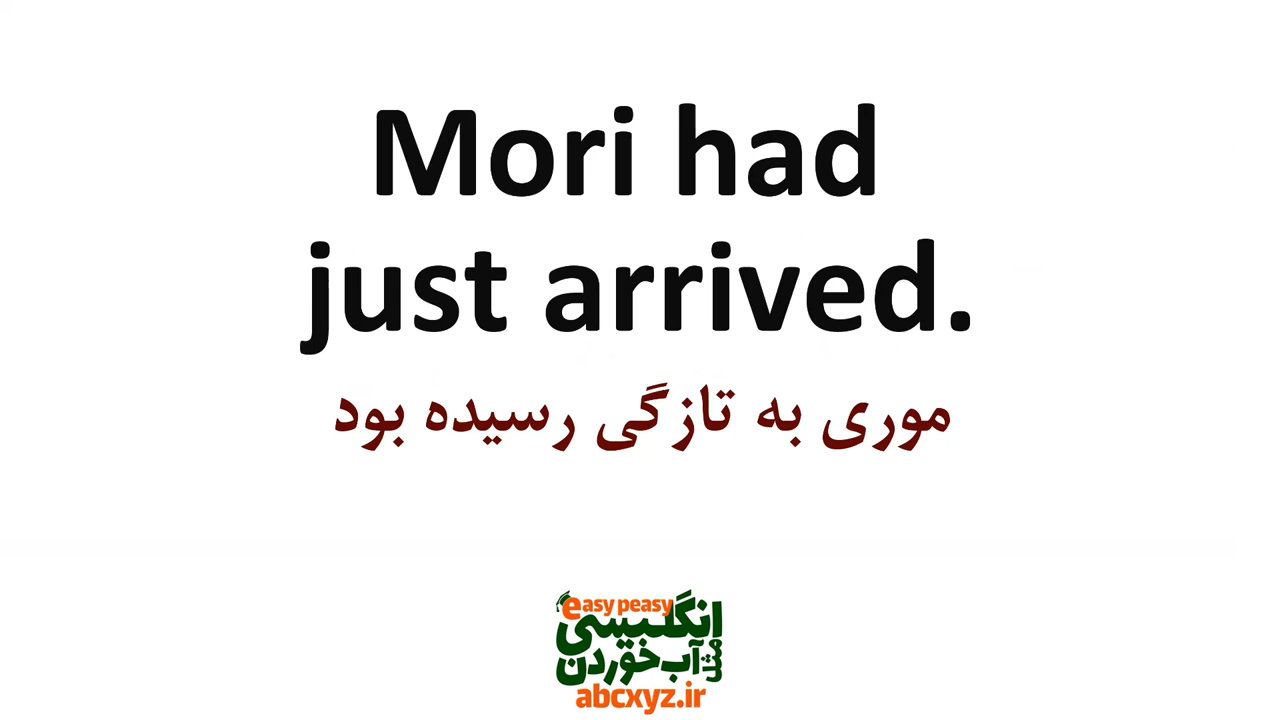 Mori had
just arrived.
موری به تازگی رسیده بود
easy peasy
انگلیسی
مثل آب خوردن
abcxyz.ir